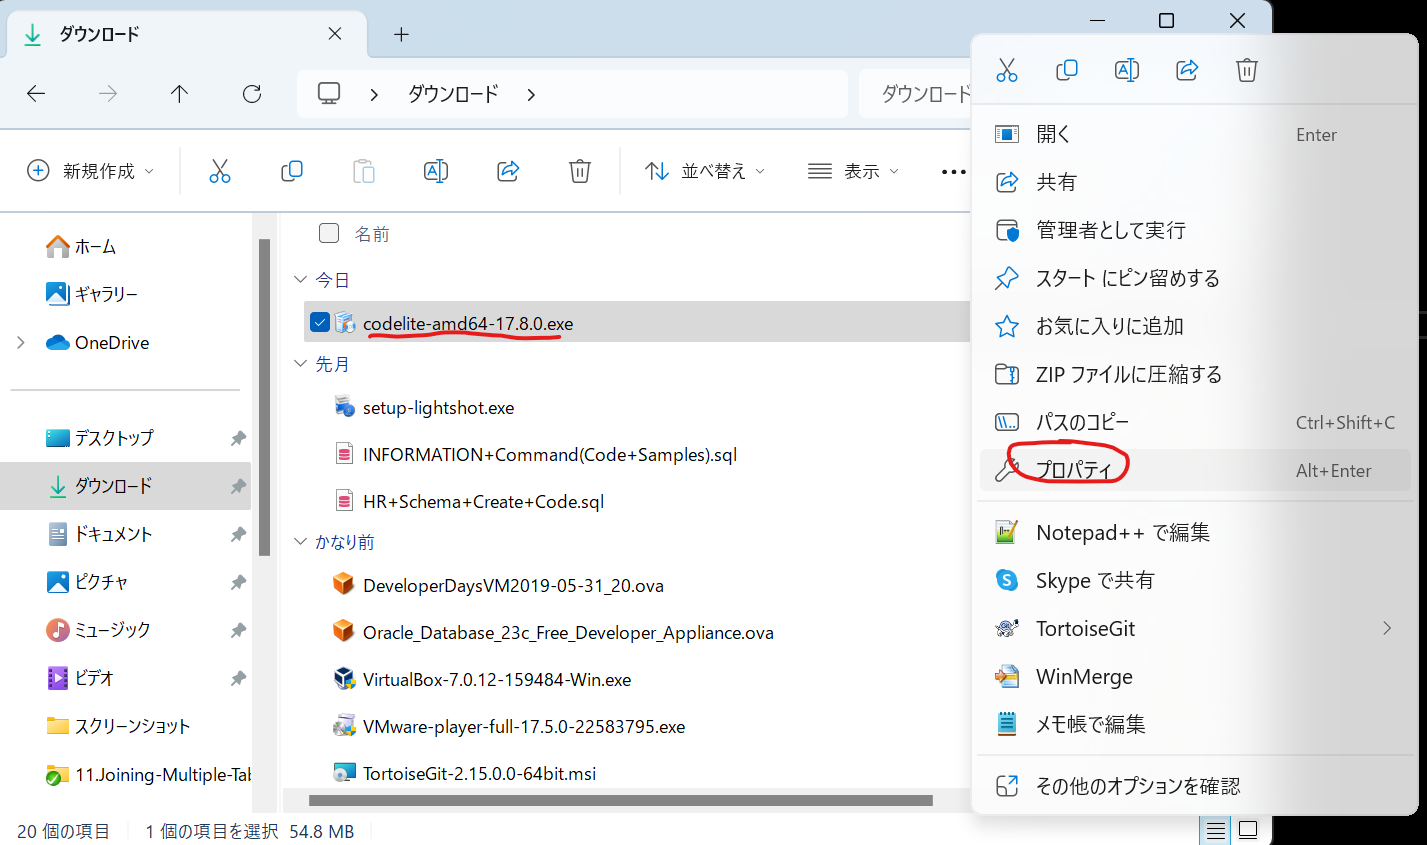 ダウンロード
ダウンロード
ダウンロード
新規作成
並べ替え
表示
ホーム
ギャラリー
OneDrive
デスクトップ
ダウンロード
ドキュメント
ピクチャ
ミュージック
ビデオ
スクリーンショット
11.Joining-Multiple-Tab
名前
今日
codelite-amd64-17.8.0.exe
先月
setup-lightshot.exe
INFORMATION+Command(Code+Samples).sql
HR+Schema+Create+Code.sql
かなり前
DeveloperDaysVM2019-05-31_20.ova
Oracle_Database_23c_Free_Developer_Appliance.ova
VirtualBox-7.0.12-159484-Win.exe
VMware-player-full-17.5.0-22583795.exe
TortoiseGit-2.15.0.0-64bit.msi
20 個の項目
1 個の項目を選択 54.8 MB
開く Enter
共有
管理者として実行
スタート にピン留めする
お気に入りに追加
ZIP ファイルに圧縮する
パスのコピー Ctrl+Shift+C
プロパティ Alt+Enter
Notepad++ で編集
Skype で共有
TortoiseGit
WinMerge
メモ帳で編集
その他のオプションを確認